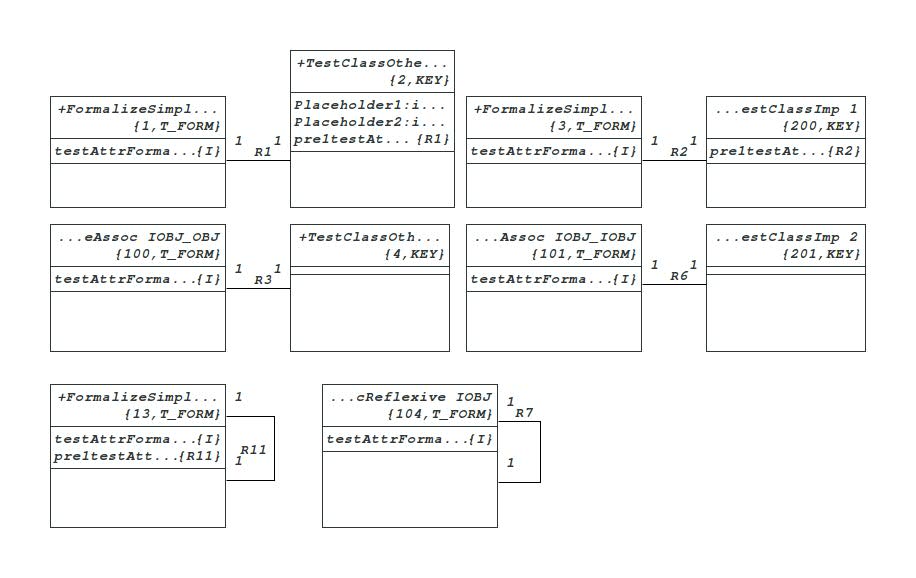 +FormalizeSimpl...
{1,T_FORM}
testAttrForma...{I}
1 1
R1
+TestClassOthe...
{2,KEY}
Placeholder1:i...
Placeholder2:i...
pre1testAt... {R1}
+FormalizeSimpl...
{3,T_FORM}
testAttrForma...{I}
1 1
R2
...estClassImp 1
{200,KEY}
pre1testAt...{R2}
...eAssoc IOBJ_OBJ
{100,T_FORM}
testAttrForma...{I}
1 1
R3
+TestClassOth...
{4,KEY}
...Assoc IOBJ_IOBJ
{101,T_FORM}
testAttrForma...{I}
1 1
R6
...estClassImp 2
{201,KEY}
+FormalizeSimpl...
{13,T_FORM}
testAttrForma...{I}
pre1testAtt...{R11}
1
R11
1
...cReflexive IOBJ
{104,T_FORM}
testAttrForma...{I}
1
R7
1